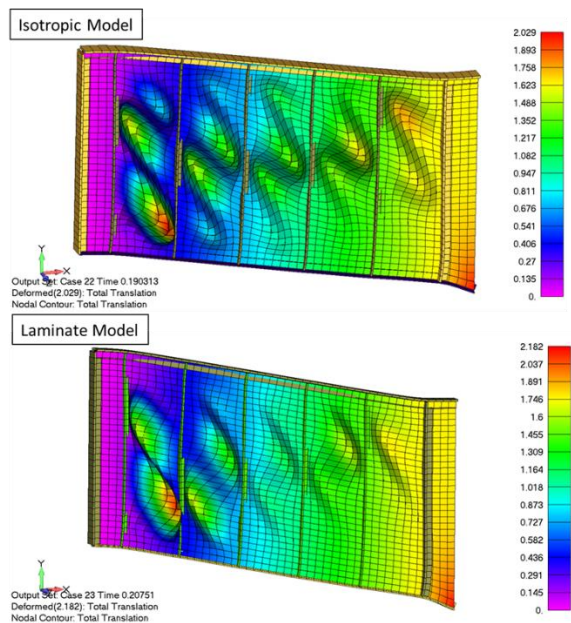 Isotropic Model
2.029
1.893
1.758
1.623
1.488
1.352
1.217
1.082
0.947
0.811
0.676
0.541
0.406
0.27
0.135
0.
Y
X
Output Set: Case 22 Time 0.190313
Deformed(2.029): Total Translation
Nodal Contour: Total Translation
Laminate Model
2.182
2.037
1.891
1.746
1.6
1.455
1.309
1.164
1.018
0.873
0.727
0.582
0.436
0.291
0.145
0.
Y
X
Output Set: Case 23 Time 0.20751
Deformed(2.182): Total Translation
Nodal Contour: Total Translation